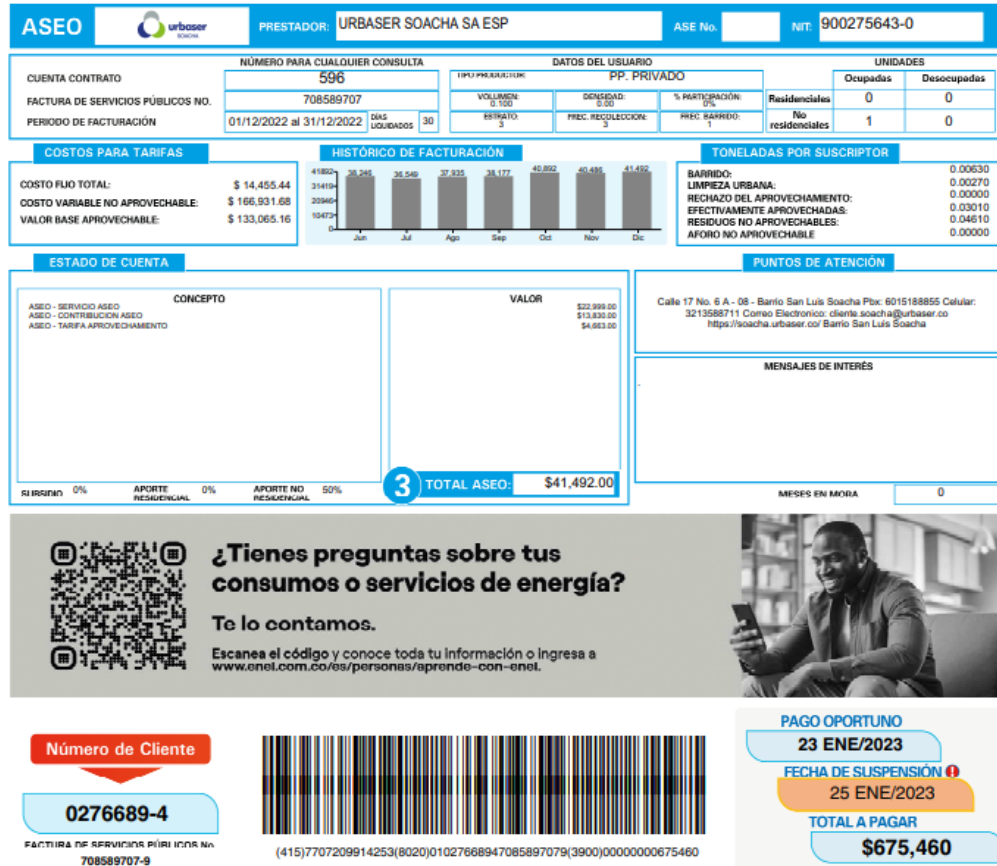 ASEO
urbaser
SOACHA
PRESTADOR: URBASER SOACHA SA ESP
ASE No.
NIT: 900275643-0
NÚMERO PARA CUALQUIER CONSULTA
CUENTA CONTRATO 596
FACTURA DE SERVICIOS PÚBLICOS NO. 708589707
PERIODO DE FACTURACIÓN 01/12/2022 al 31/12/2022 DÍAS LIQUIDADOS 30
DATOS DEL USUARIO
TIPO PRODUCTOR: PP. PRIVADO
VOLUMEN: 0.100
DENSIDAD: 0.00
% PARTICIPACIÓN: 0%
ESTRATO: 3
FREC. RECOLECCIÓN: 3
FREC. BARRIDO: 1
UNIDADES
Ocupadas Desocupadas
Residenciales 0 0
No residenciales 1 0
COSTOS PARA TARIFAS
COSTO FIJO TOTAL: $ 14,455.44
COSTO VARIABLE NO APROVECHABLE: $ 166,931.68
VALOR BASE APROVECHABLE: $ 133,065.16
HISTÓRICO DE FACTURACIÓN
41892
31419
20946
10473
0
38,246 36,549 37,935 38,177 40,892 40,486 41,492
Jun Jul Ago Sep Oct Nov Dic
TONELADAS POR SUSCRIPTOR
BARRIDO: 0.00630
LIMPIEZA URBANA: 0.00270
RECHAZO DEL APROVECHAMIENTO: 0.00000
EFECTIVAMENTE APROVECHADAS: 0.03010
RESIDUOS NO APROVECHABLES: 0.04610
AFORO NO APROVECHABLE 0.00000
ESTADO DE CUENTA
CONCEPTO VALOR
ASEO - SERVICIO ASEO $22,999.00
ASEO - CONTRIBUCION ASEO $13,830.00
ASEO - TARIFA APROVECHAMIENTO $4,663.00
SUBSIDIO 0%
APORTE RESIDENCIAL 0%
APORTE NO RESIDENCIAL 50%
3 TOTAL ASEO: $41,492.00
PUNTOS DE ATENCIÓN
Calle 17 No. 6 A - 08 - Barrio San Luis Soacha Pbx: 6015188855 Celular:
3213588711 Correo Electronico: cliente.soacha@urbaser.co
https://soacha.urbaser.co/ Barrio San Luis Soacha
MENSAJES DE INTERÉS
MESES EN MORA 0
¿Tienes preguntas sobre tus
consumos o servicios de energía?
Te lo contamos.
Escanea el código y conoce toda tu información o ingresa a
www.enel.com.co/es/personas/aprende-con-enel.
Número de Cliente
0276689-4
FACTURA DE SERVICIOS PÚBLICOS No
708589707-9
(415)7707209914253(8020)01027668947085897079(3900)00000000675460
PAGO OPORTUNO
23 ENE/2023
FECHA DE SUSPENSIÓN
25 ENE/2023
TOTAL A PAGAR
$675,460